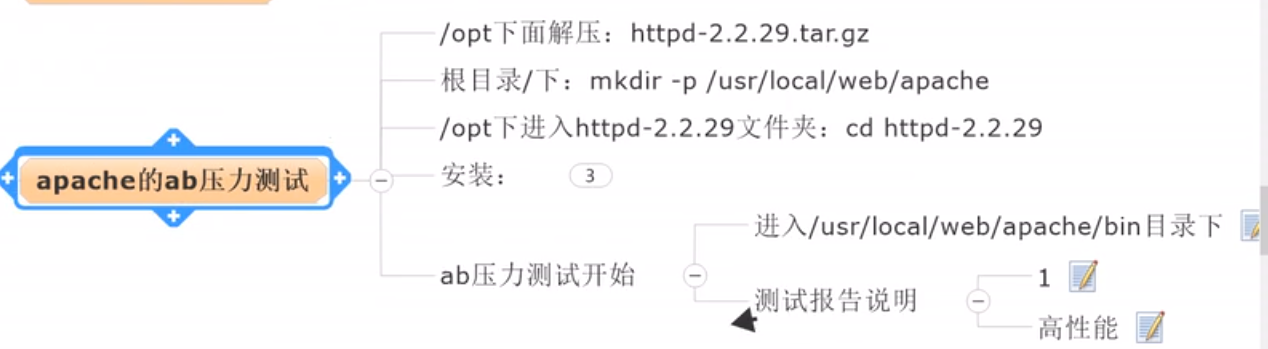 /opt下面解压：httpd-2.2.29.tar.gz
根目录/下：mkdir -p /usr/local/web/apache
/opt下进入httpd-2.2.29文件夹：cd httpd-2.2.29
apache的ab压力测试
安装： 3
进入/usr/local/web/apache/bin目录下
ab压力测试开始
1
测试报告说明
高性能